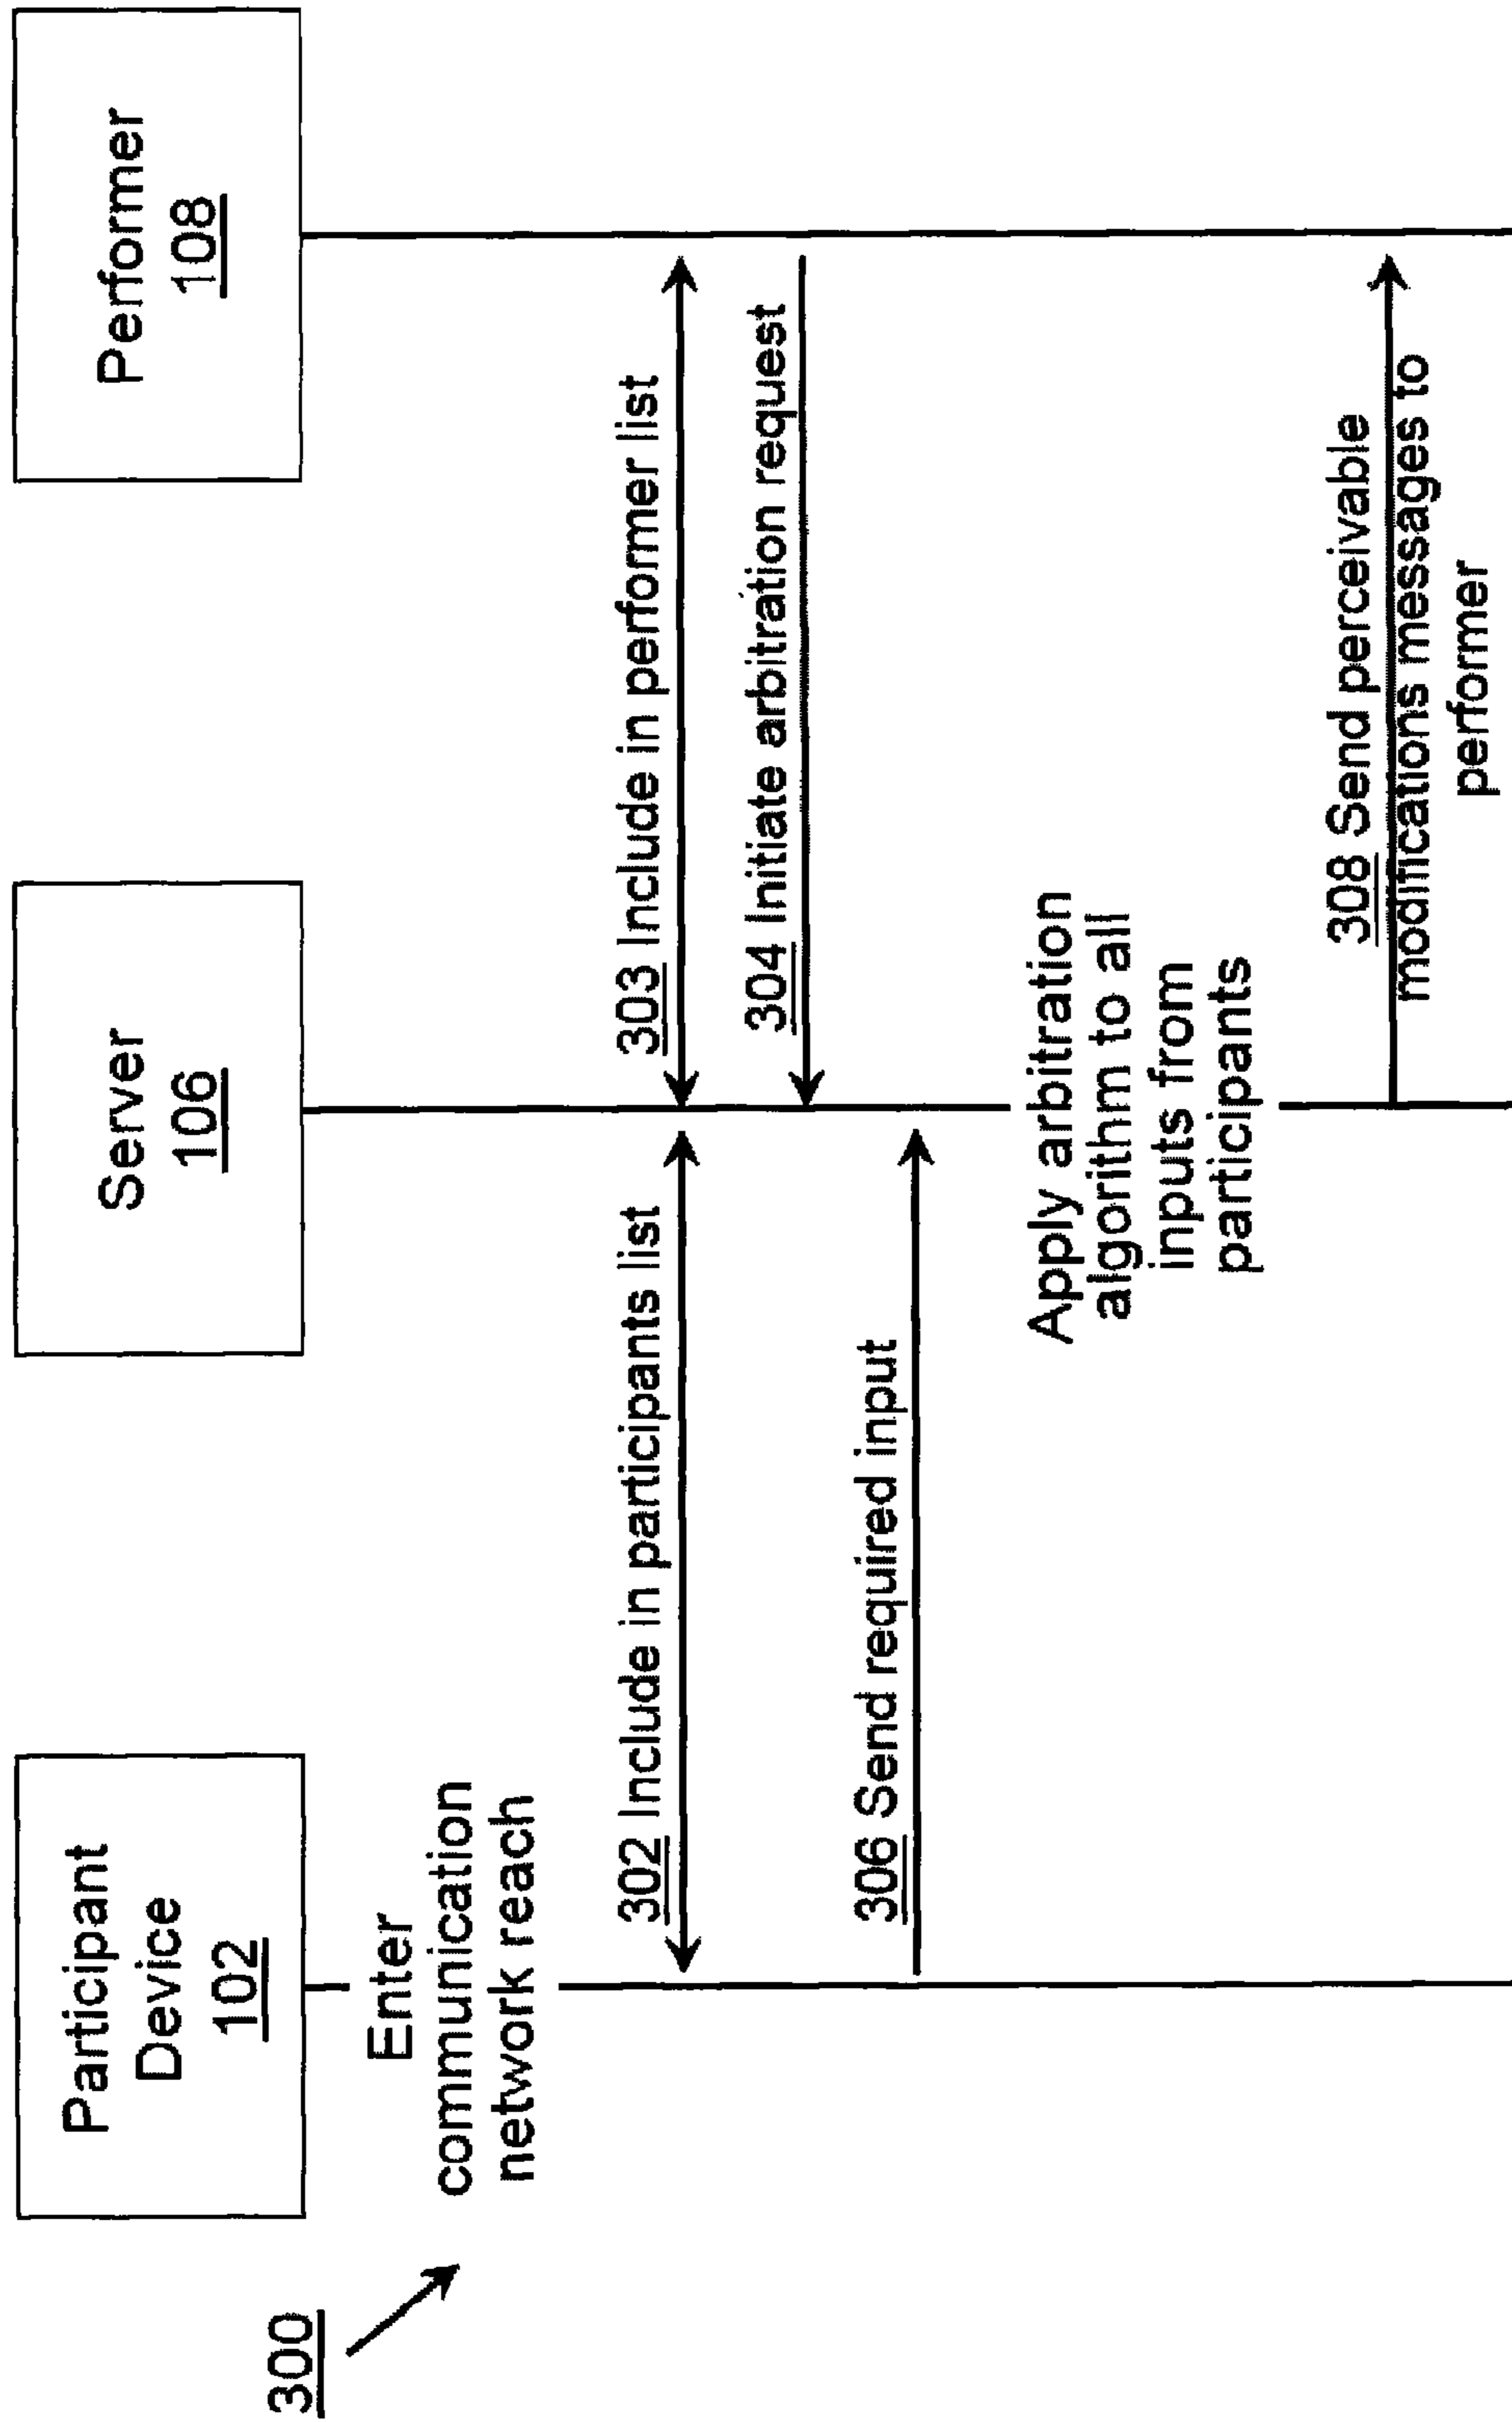 300
Participant
Device
102
Server
106
Performer
108
Enter
communication
network reach
302 Include in participants list
303 Include in performer list
304 Initiate arbitration request
306 Send required input
Apply arbitration
algorithm to all
inputs from
participants
308 Send perceivable
modifications messages to
performer